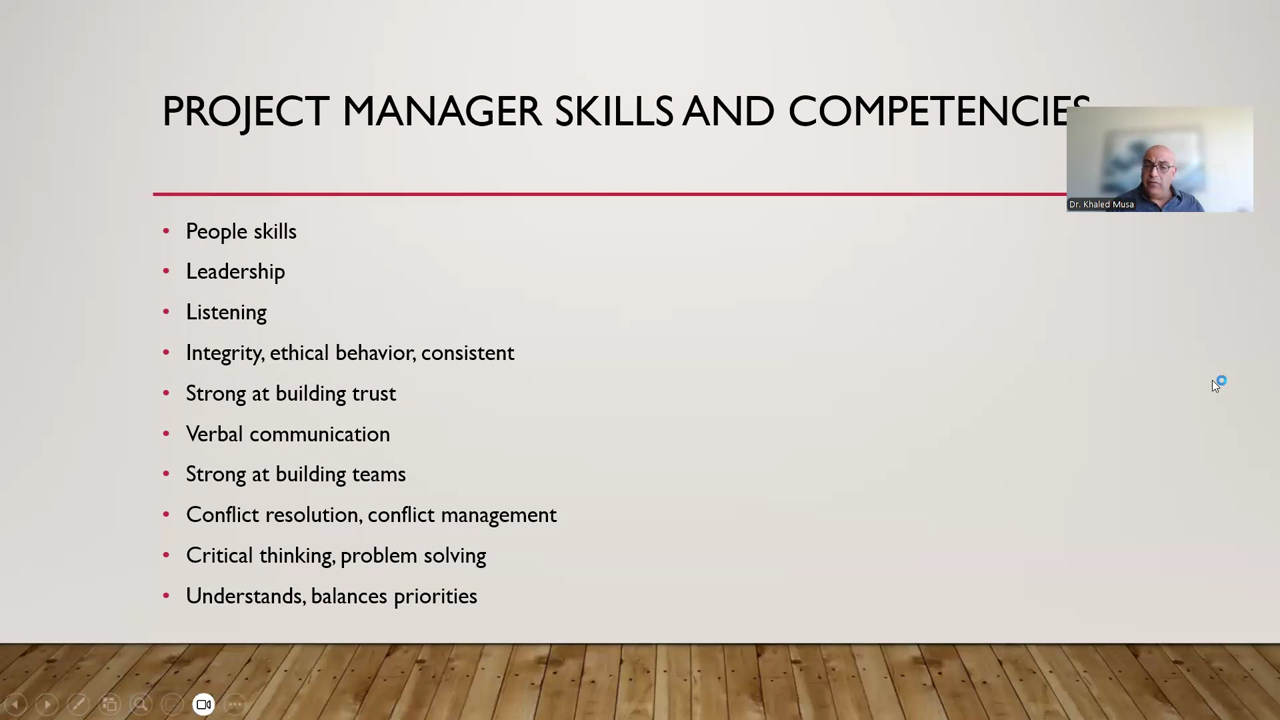 PROJECT MANAGER SKILLS AND COMPETENCIES
Dr. Khaled Musa
People skills
Leadership
Listening
Integrity, ethical behavior, consistent
Strong at building trust
Verbal communication
Strong at building teams
Conflict resolution, conflict management
Critical thinking, problem solving
Understands, balances priorities